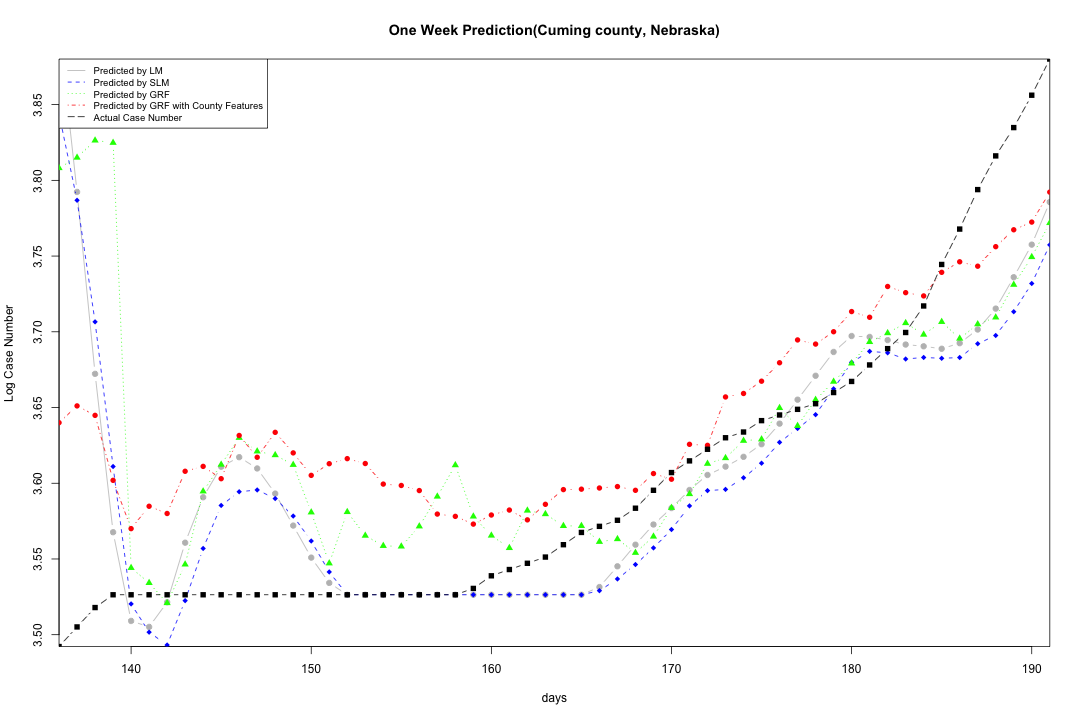 One Week Prediction(Cuming county, Nebraska)
Predicted by LM
Predicted by SLM
Predicted by GRF
Predicted by GRF with County Features
Actual Case Number
3.85
3.80
3.75
3.70
3.65
3.60
3.55
3.50
Log Case Number
140
150
160
170
180
190
days